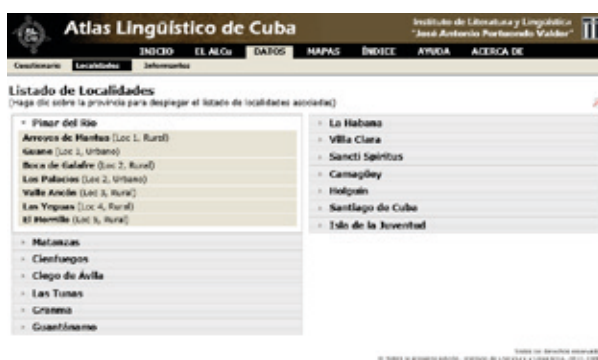 Atlas Lingüístico de Cuba
Instituto de Literatura y Lingüística
"José Antonio Portuondo Valdor"
INICIO EL ALCu DATOS MAPAS ÍNDICE AYUDA ACERCA DE
Cuestionario Localidades Informantes
Listado de Localidades
(Haga clic sobre la provincia para desplegar el listado de localidades asociadas)
Pinar del Río
Arroyos de Mantua (Loc 1, Rural)
Guane (Loc 1, Urbano)
Boca de Galafre (Loc 2, Rural)
Los Palacios (Loc 2, Urbano)
Valle Ancón (Loc 3, Rural)
Las Yeguas (Loc 4, Rural)
El Morrillo (Loc 5, Rural)
Matanzas
Cienfuegos
Ciego de Ávila
Las Tunas
Granma
Guantánamo
La Habana
Villa Clara
Sancti Spíritus
Camagüey
Holguín
Santiago de Cuba
Isla de la Juventud